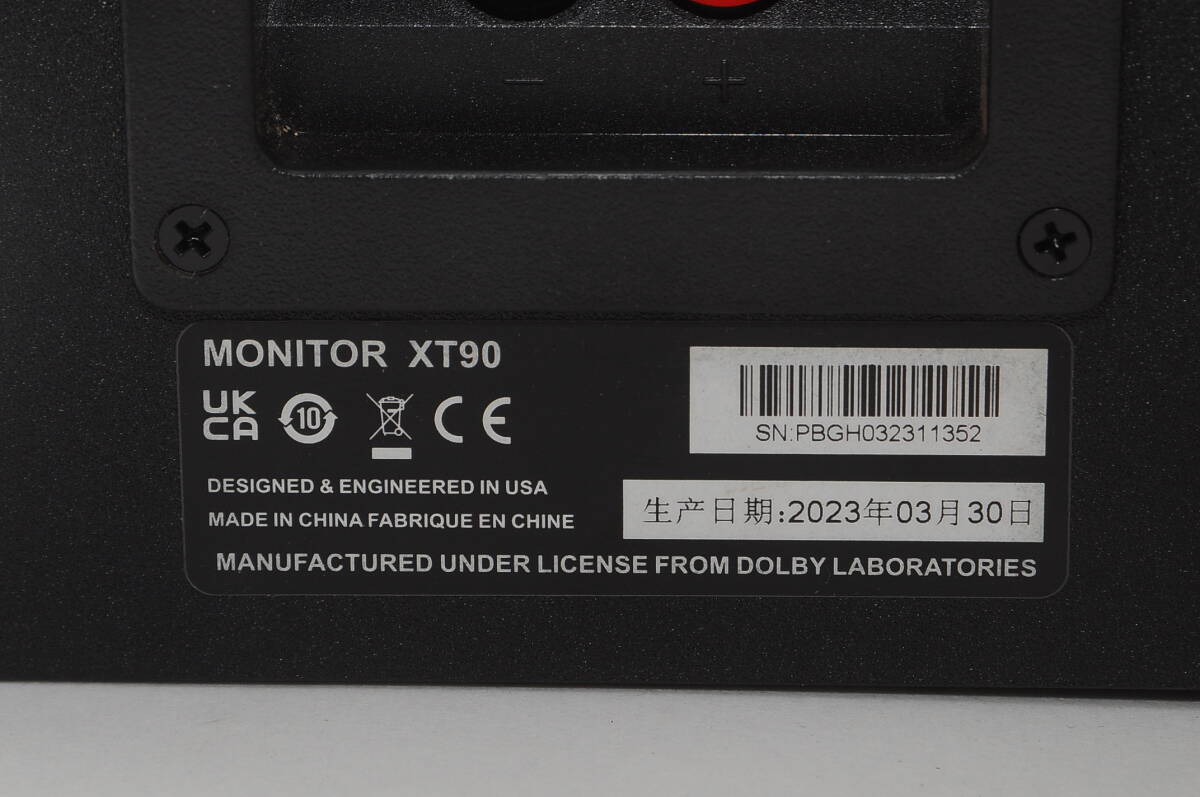 − +
MONITOR XT90
UK
CA
10
CE
SN:PBGH032311352
DESIGNED & ENGINEERED IN USA
MADE IN CHINA FABRIQUE EN CHINE
生产日期:2023年03月30日
MANUFACTURED UNDER LICENSE FROM DOLBY LABORATORIES